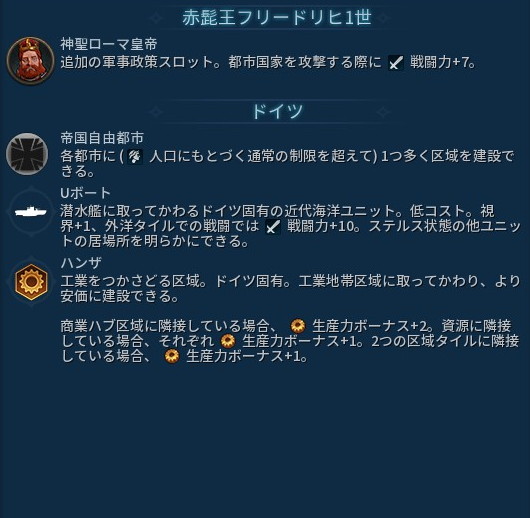 赤髭王フリードリヒ1世
神聖ローマ皇帝
追加の軍事政策スロット。都市国家を攻撃する際に 戦闘力+7。
ドイツ
帝国自由都市
各都市に ( 人口にもとづく通常の制限を超えて) 1つ多く区域を建設で
きる。
Uボート
潜水艦に取ってかわるドイツ固有の近代海洋ユニット。低コスト。視
界+1、外洋タイルでの戦闘では 戦闘力+10。ステルス状態の他ユニッ
トの居場所を明らかにできる。
ハンザ
工業をつかさどる区域。ドイツ固有。工業地帯区域に取ってかわり、より
安価に建設できる。
商業ハブ区域に隣接している場合、 生産力ボーナス+2。資源に隣接
している場合、それぞれ 生産力ボーナス+1。2つの区域タイルに隣接
している場合、 生産力ボーナス+1。